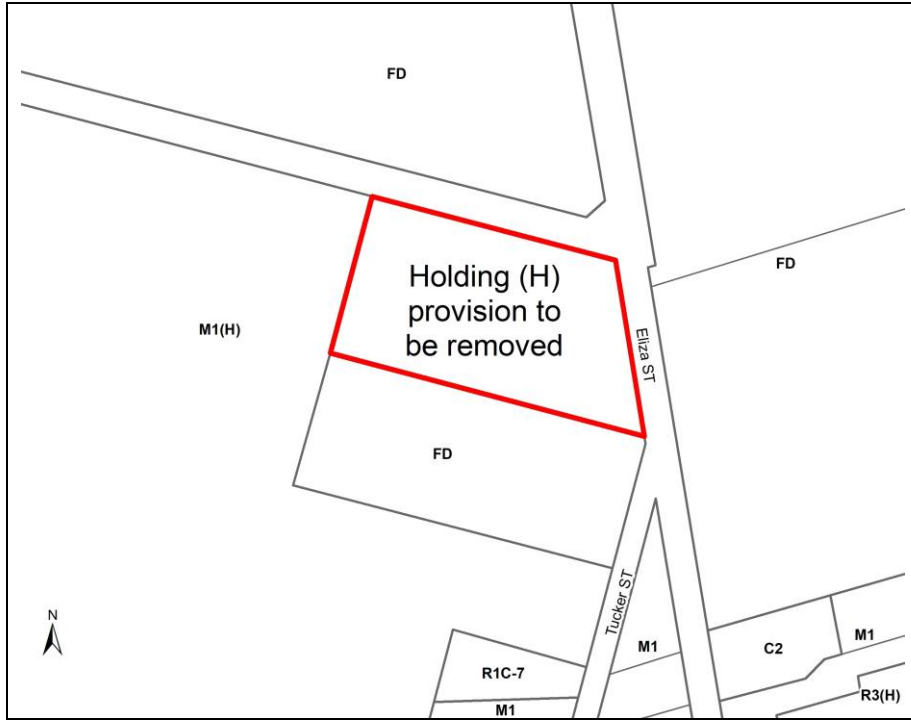 FD
Holding (H)
provision to
be removed
FD
M1(H)
Eliza ST
FD
Tucker ST
N
M1
C2
M1
R1C-7
R3(H)
M1